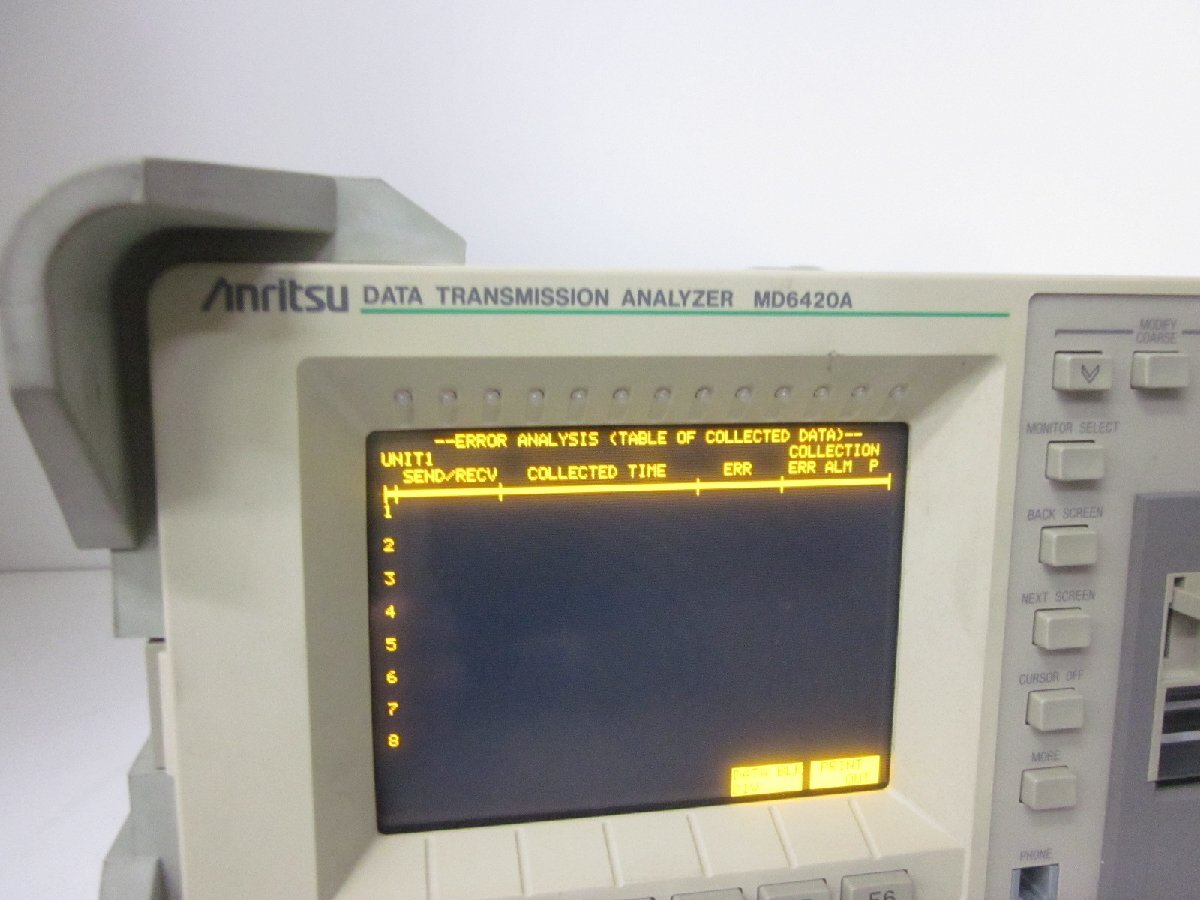 Anritsu DATA TRANSMISSION ANALYZER MD6420A
MODIFY
COARSE
--ERROR ANALYSIS (TABLE OF COLLECTED DATA)--
UNIT1
COLLECTION
SEND/RECV COLLECTED TIME ERR ERR ALM P
1
2
3
4
5
6
7
8
PRINT
OUT
MONITOR SELECT
BACK SCREEN
NEXT SCREEN
CURSOR OFF
MORE
PHONE
F6